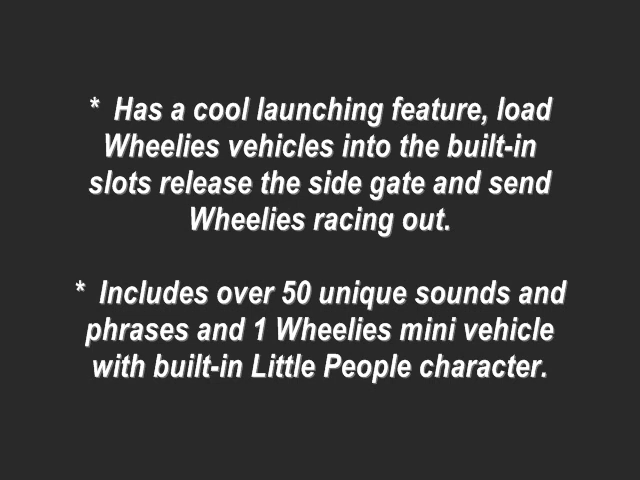 * Has a cool launching feature, load
Wheelies vehicles into the built-in
slots release the side gate and send
Wheelies racing out.
* Includes over 50 unique sounds and
phrases and 1 Wheelies mini vehicle
with built-in Little People character.